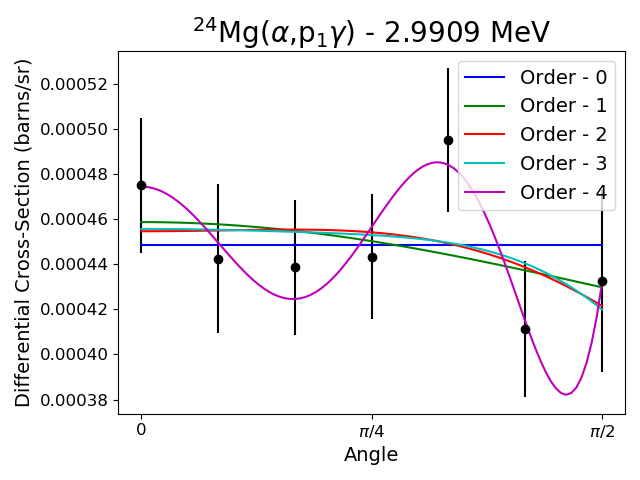 ²⁴Mg(α,p₁γ) - 2.9909 MeV
Differential Cross-Section (barns/sr)
0.00052
0.00050
0.00048
0.00046
0.00044
0.00042
0.00040
0.00038
Order - 0
Order - 1
Order - 2
Order - 3
Order - 4
0
π/4
π/2
Angle